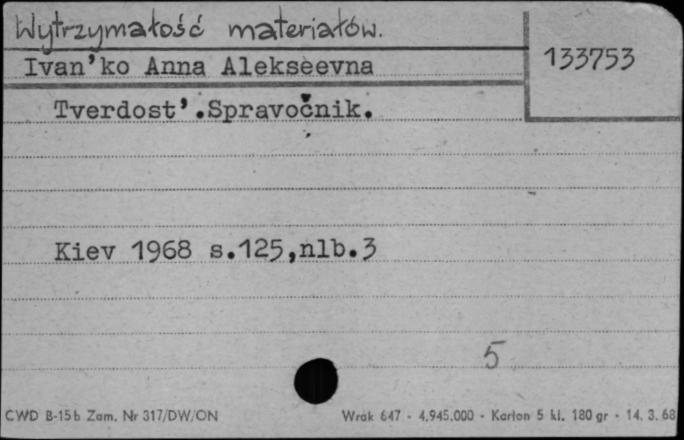 Wytrzymałość materiałów.
133753
Ivan'ko Anna Alekseevna
Tverdost'.Spravočnik.
Kiev 1968 s.125,nlb.3
5
CWD B-15b Zam. Nr 317/DW/ON Wrak 647 - 4.945.000 - Karton 5 kl. 180 gr - 14. 3. 68